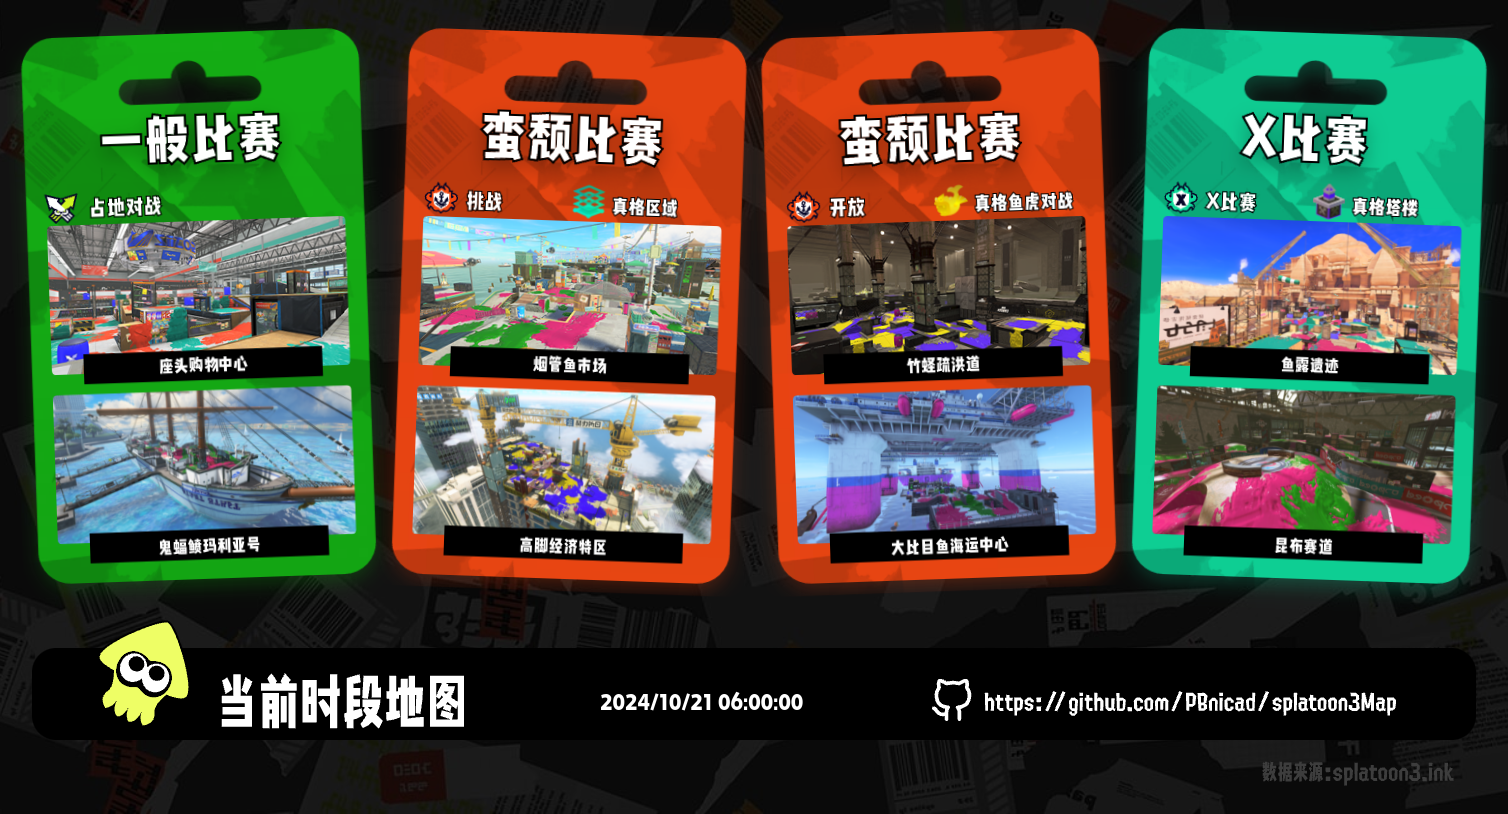 一般比赛
占地对战
座头购物中心
鬼蝠鲼玛利亚号
蛮颓比赛
挑战
真格区域
烟管鱼市场
高脚经济特区
蛮颓比赛
开放
真格鱼虎对战
竹蛏疏洪道
大比目鱼海运中心
X比赛
X比赛
真格塔楼
鱼露遗迹
昆布赛道
当前时段地图
2024/10/21 06:00:00
https://github.com/PBnicad/splatoon3Map
数据来源:splatoon3.ink